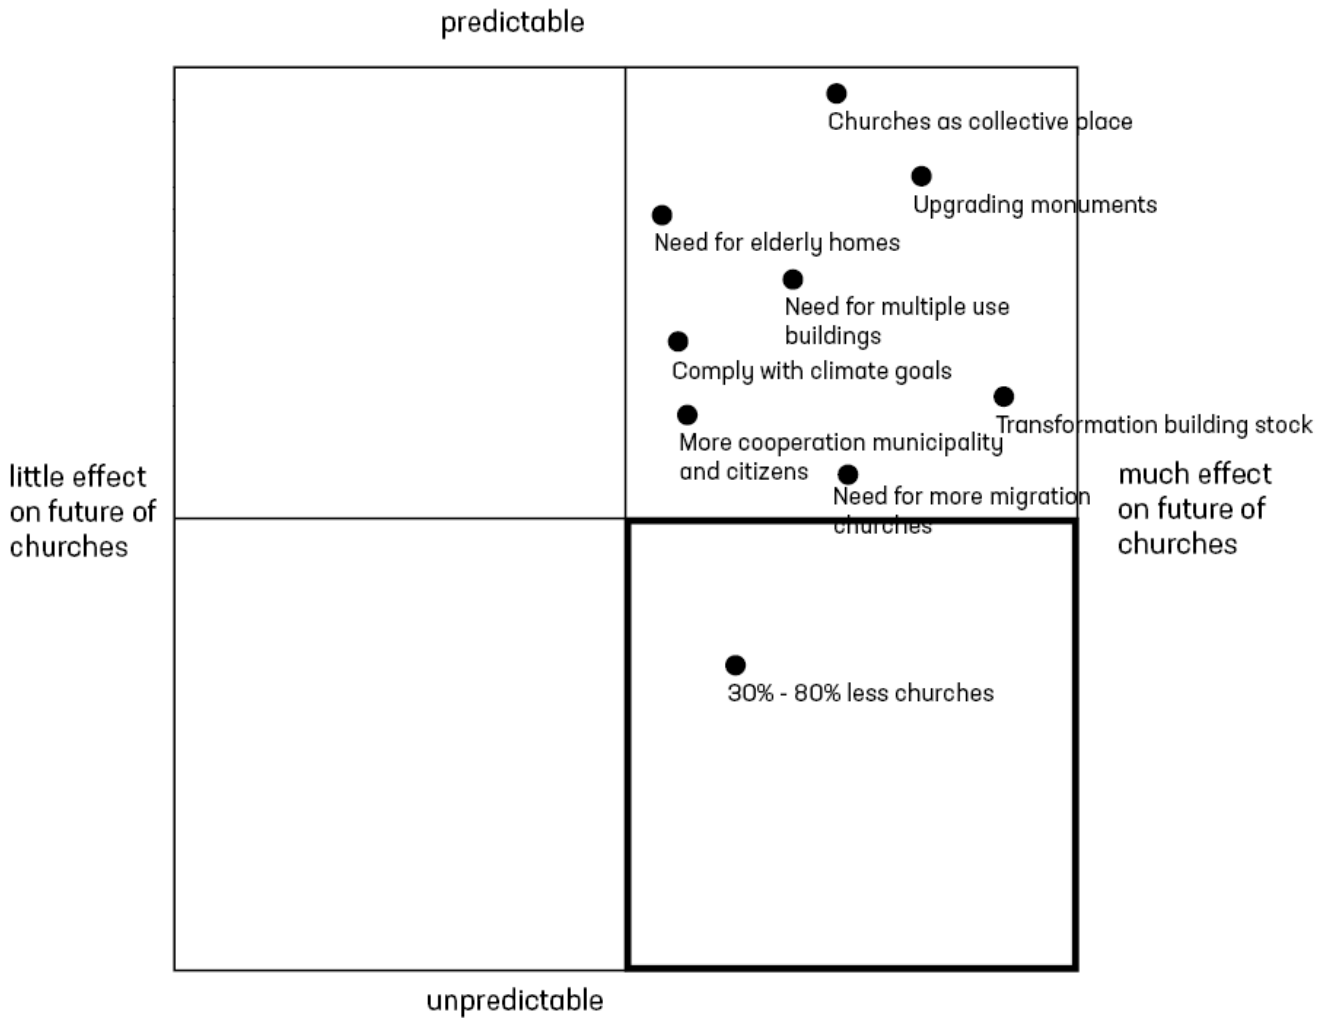 predictable
Churches as collective place
Upgrading monuments
Need for elderly homes
Need for multiple use
buildings
Comply with climate goals
Transformation building stock
More cooperation municipality
and citizens
Need for more migration
churches
little effect
on future of
churches
much effect
on future of
churches
30% - 80% less churches
unpredictable